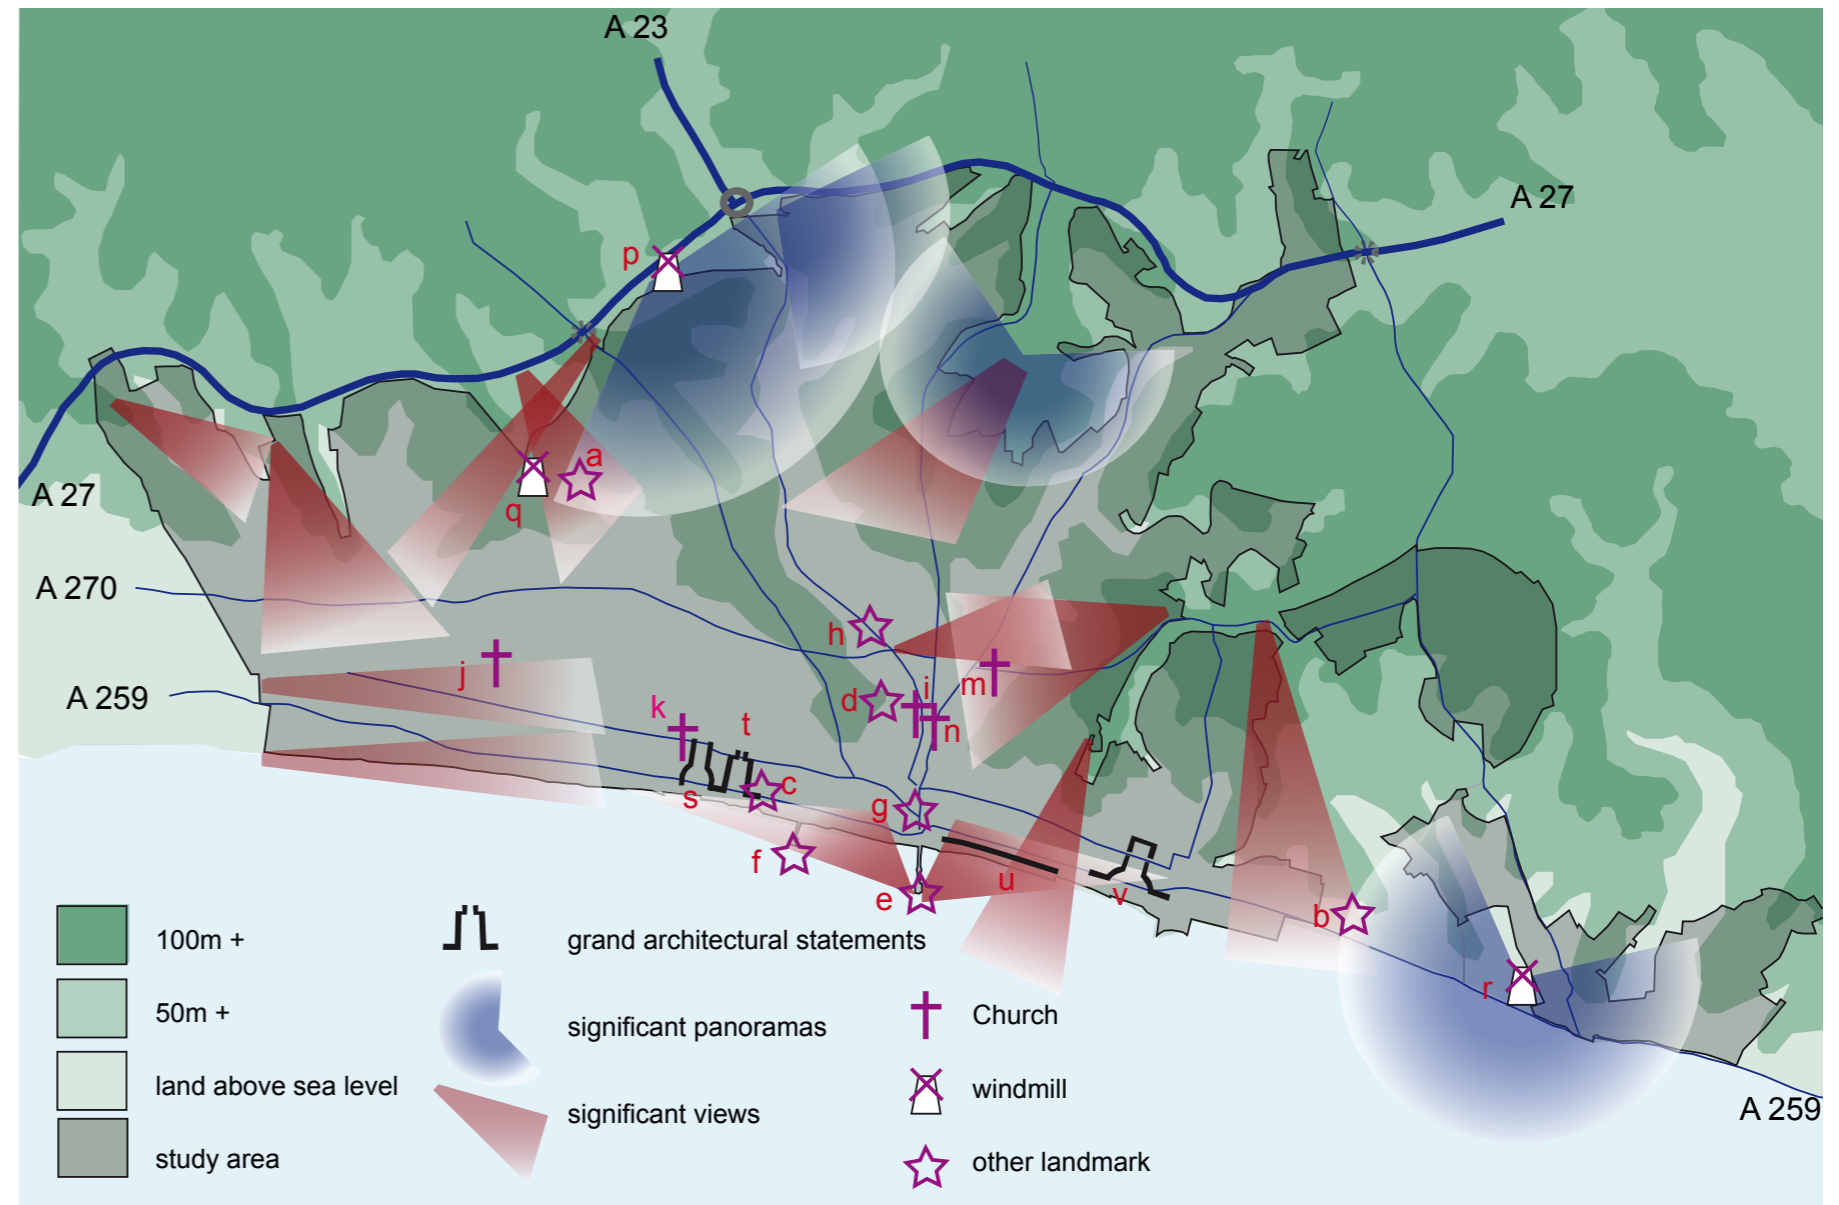 A 23
A 27
p
a
A 27
q
A 270
h
j
m
A 259
d
i
k
t
n
c
s
g
f
u
e
v
b
r
100m +
grand architectural statements
50m +
significant panoramas
Church
land above sea level
windmill
significant views
A 259
study area
other landmark